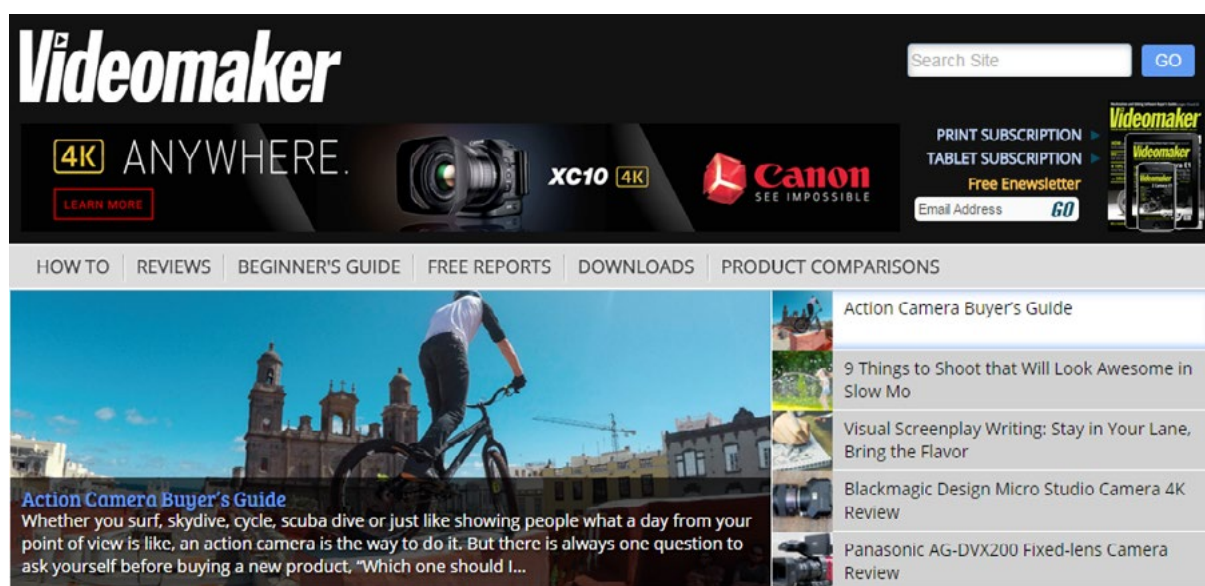 Videomaker
Search Site
GO
4K ANYWHERE.
LEARN MORE
XC10 4K
Canon
SEE IMPOSSIBLE
PRINT SUBSCRIPTION
TABLET SUBSCRIPTION
Free Enewsletter
Email Address GO
Videomaker
Videomaker
Videomaker
HOW TO
REVIEWS
BEGINNER'S GUIDE
FREE REPORTS
DOWNLOADS
PRODUCT COMPARISONS
Action Camera Buyer's Guide
Whether you surf, skydive, cycle, scuba dive or just like showing people what a day from your
point of view is like, an action camera is the way to do it. But there is always one question to
ask yourself before buying a new product, “Which one should I...
Action Camera Buyer's Guide
9 Things to Shoot that Will Look Awesome in
Slow Mo
Visual Screenplay Writing: Stay in Your Lane,
Bring the Flavor
Blackmagic Design Micro Studio Camera 4K
Review
Panasonic AG-DVX200 Fixed-lens Camera
Review